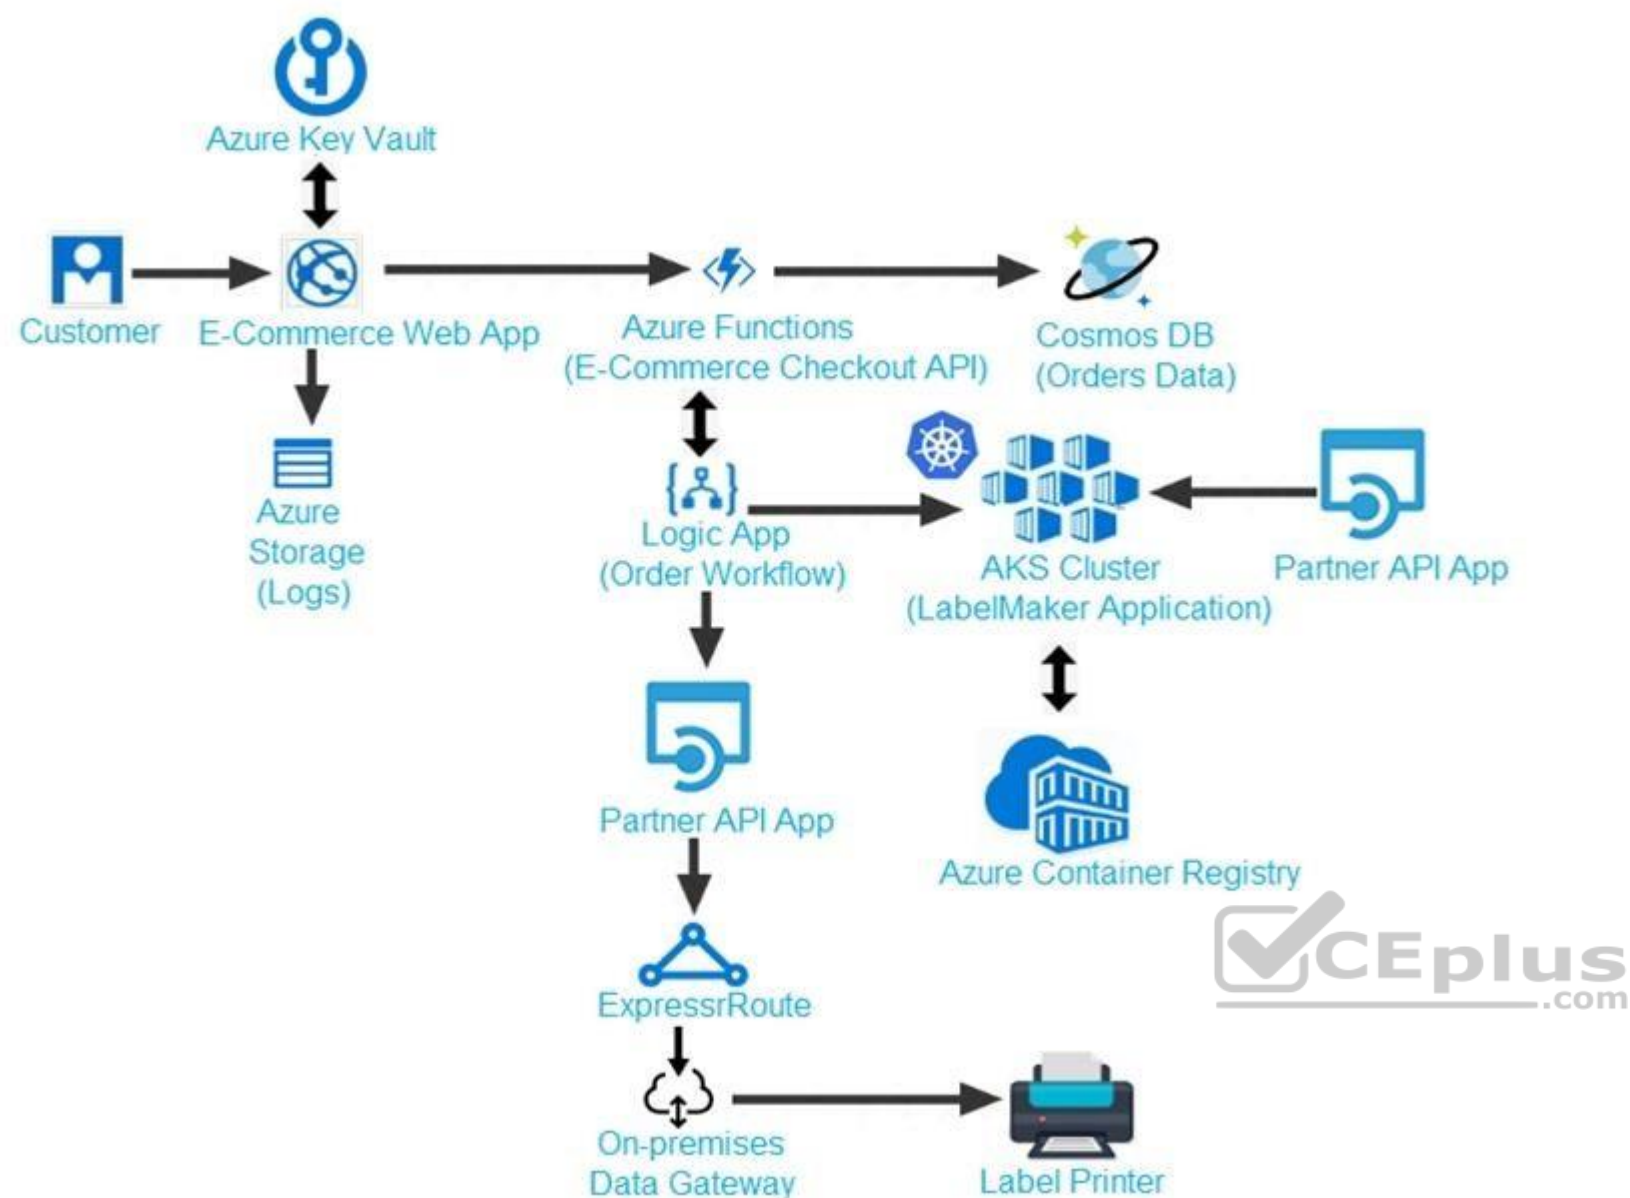 Azure Key Vault
Customer
E-Commerce Web App
Azure Functions
(E-Commerce Checkout API)
Cosmos DB
(Orders Data)
Azure
Storage
(Logs)
Logic App
(Order Workflow)
AKS Cluster
(LabelMaker Application)
Partner API App
Partner API App
Azure Container Registry
CEplus
.com
ExpressrRoute
On-premises
Data Gateway
Label Printer